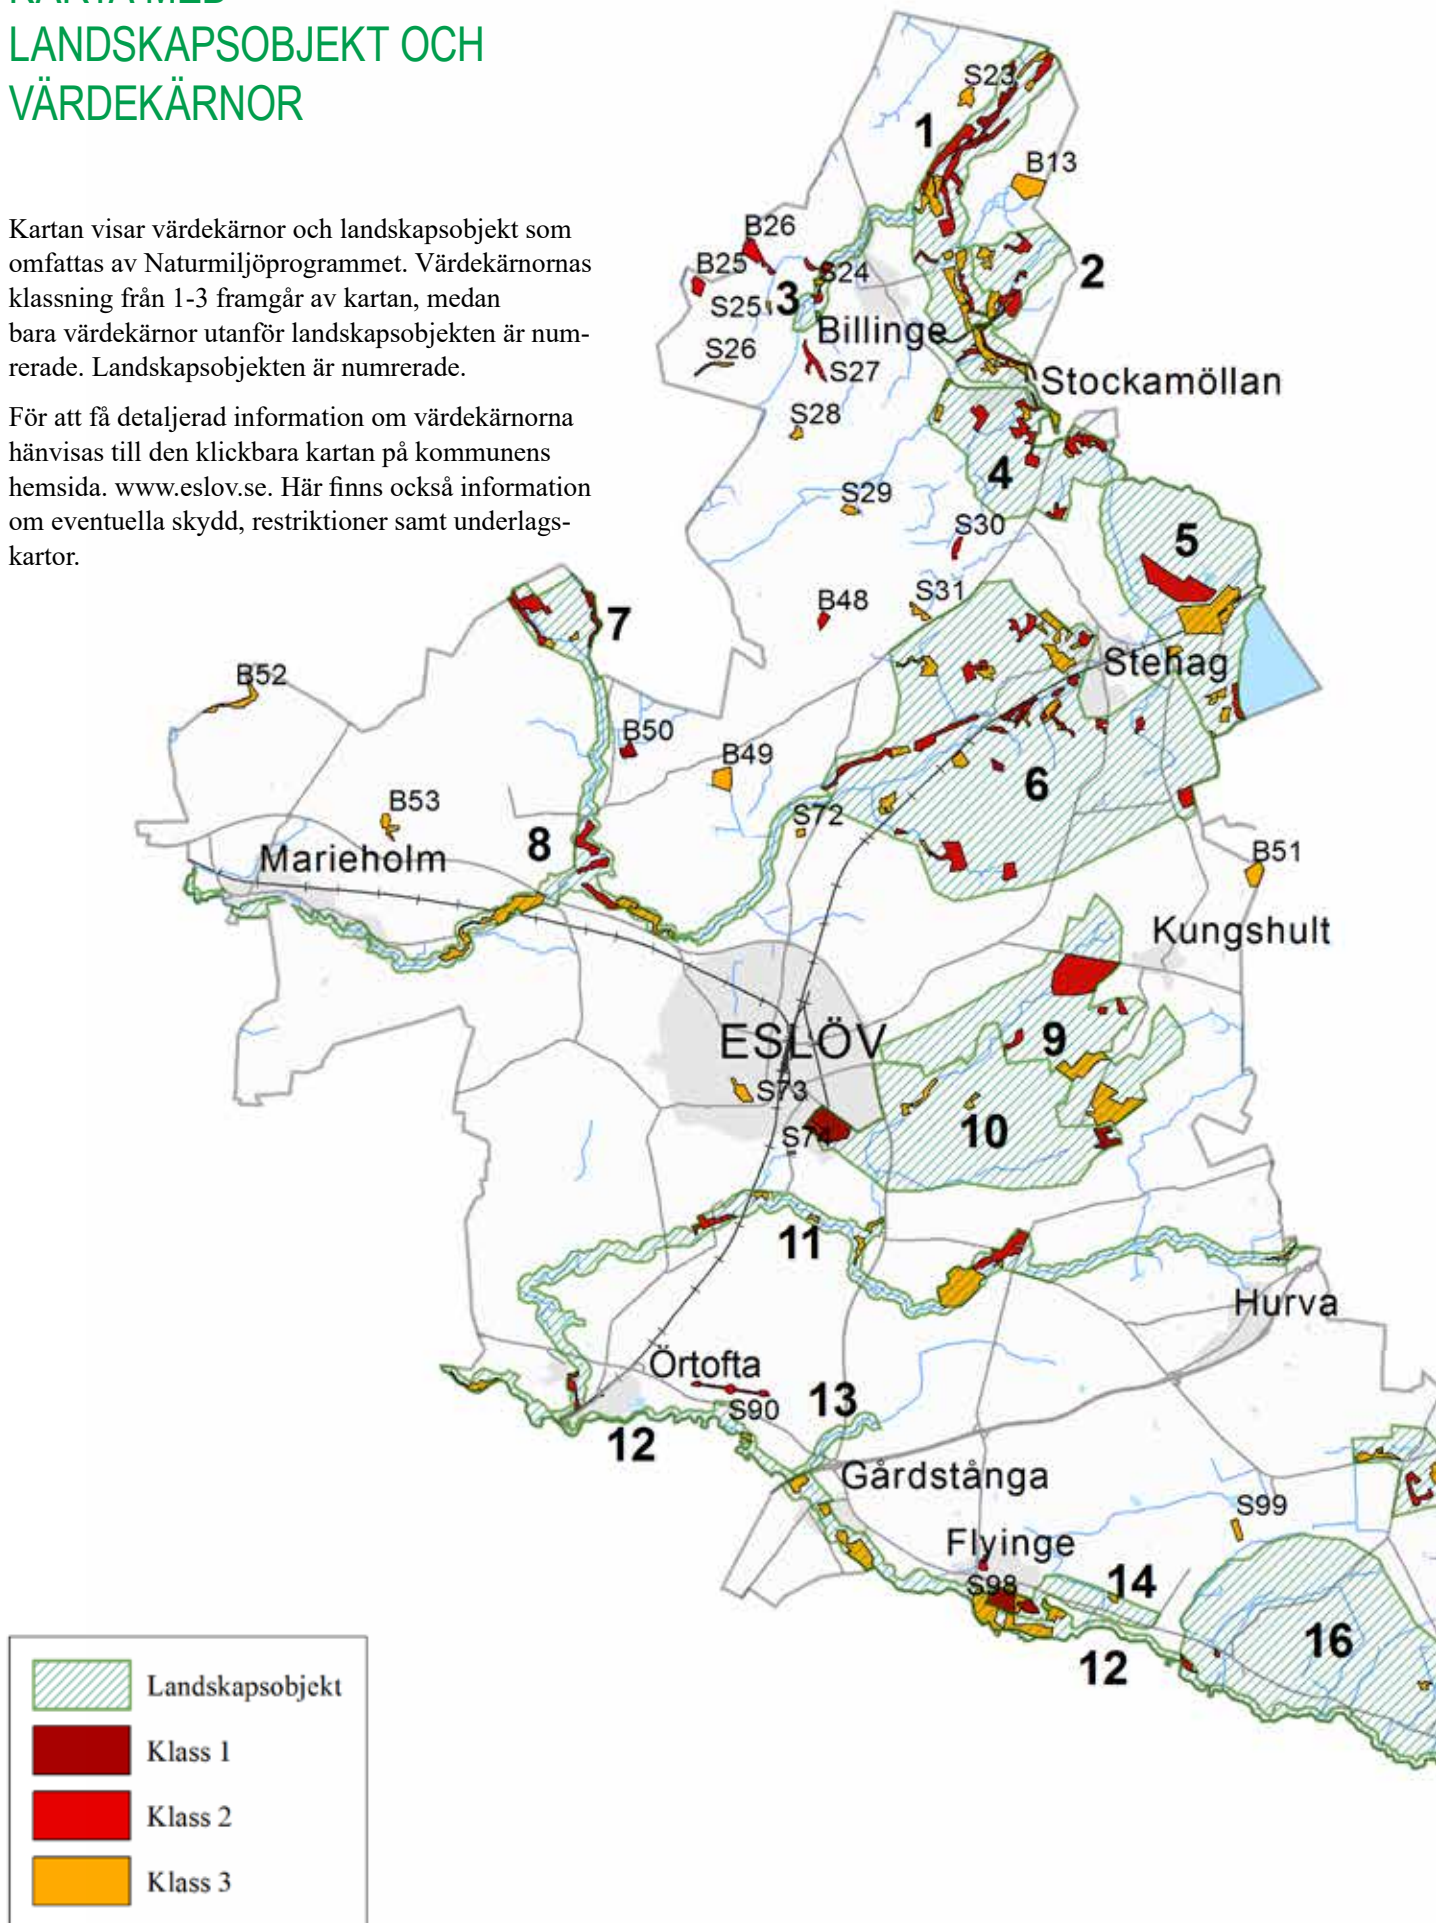 KARTA MED
LANDSKAPSOBJEKT OCH
VÄRDEKÄRNOR
Kartan visar värdekärnor och landskapsobjekt som
omfattas av Naturmiljöprogrammet. Värdekärnornas
klassning från 1-3 framgår av kartan, medan
bara värdekärnor utanför landskapsobjekten är num-
rerade. Landskapsobjekten är numrerade.
För att få detaljerad information om värdekärnorna
hänvisas till den klickbara kartan på kommunens
hemsida. www.eslov.se. Här finns också information
om eventuella skydd, restriktioner samt underlags-
kartor.
S23
1
B13
B26
B25
S24
2
S25
3
Billinge
S26
S27
Stockamöllan
S28
4
S29
S30
5
B48
S31
7
Stehag
B52
B50
B49
6
B53
S72
8
Marieholm
B51
Kungshult
ESLÖV
9
S73
10
S74
11
Hurva
Örtofta
S90
13
12
Gårdstånga
S99
Flyinge
S98
14
16
12
Landskapsobjekt
Klass 1
Klass 2
Klass 3